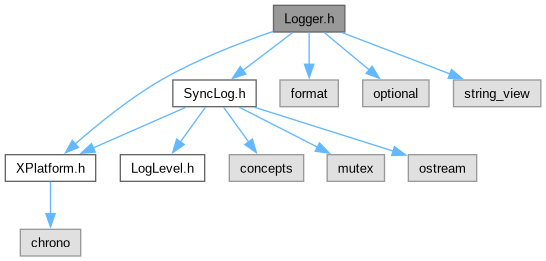 Logger.h
SyncLog.h
format
optional
string_view
XPlatform.h
LogLevel.h
concepts
mutex
ostream
chrono